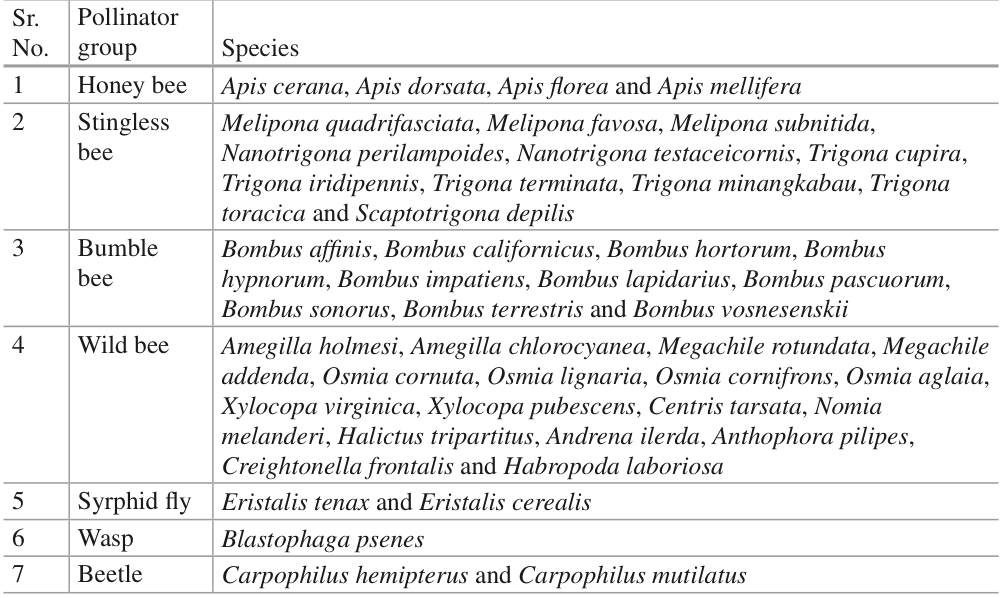 Sr. No. Pollinator group Species
1 Honey bee Apis cerana, Apis dorsata, Apis florea and Apis mellifera
2 Stingless bee Melipona quadrifasciata, Melipona favosa, Melipona subnitida,
Nanotrigona perilampoides, Nanotrigona testaceicornis, Trigona cupira,
Trigona iridipennis, Trigona terminata, Trigona minangkabau, Trigona
toracica and Scaptotrigona depilis
3 Bumble bee Bombus affinis, Bombus californicus, Bombus hortorum, Bombus
hypnorum, Bombus impatiens, Bombus lapidarius, Bombus pascuorum,
Bombus sonorus, Bombus terrestris and Bombus vosnesenskii
4 Wild bee Amegilla holmesi, Amegilla chlorocyanea, Megachile rotundata, Megachile
addenda, Osmia cornuta, Osmia lignaria, Osmia cornifrons, Osmia aglaia,
Xylocopa virginica, Xylocopa pubescens, Centris tarsata, Nomia
melanderi, Halictus tripartitus, Andrena ilerda, Anthophora pilipes,
Creightonella frontalis and Habropoda laboriosa
5 Syrphid fly Eristalis tenax and Eristalis cerealis
6 Wasp Blastophaga psenes
7 Beetle Carpophilus hemipterus and Carpophilus mutilatus